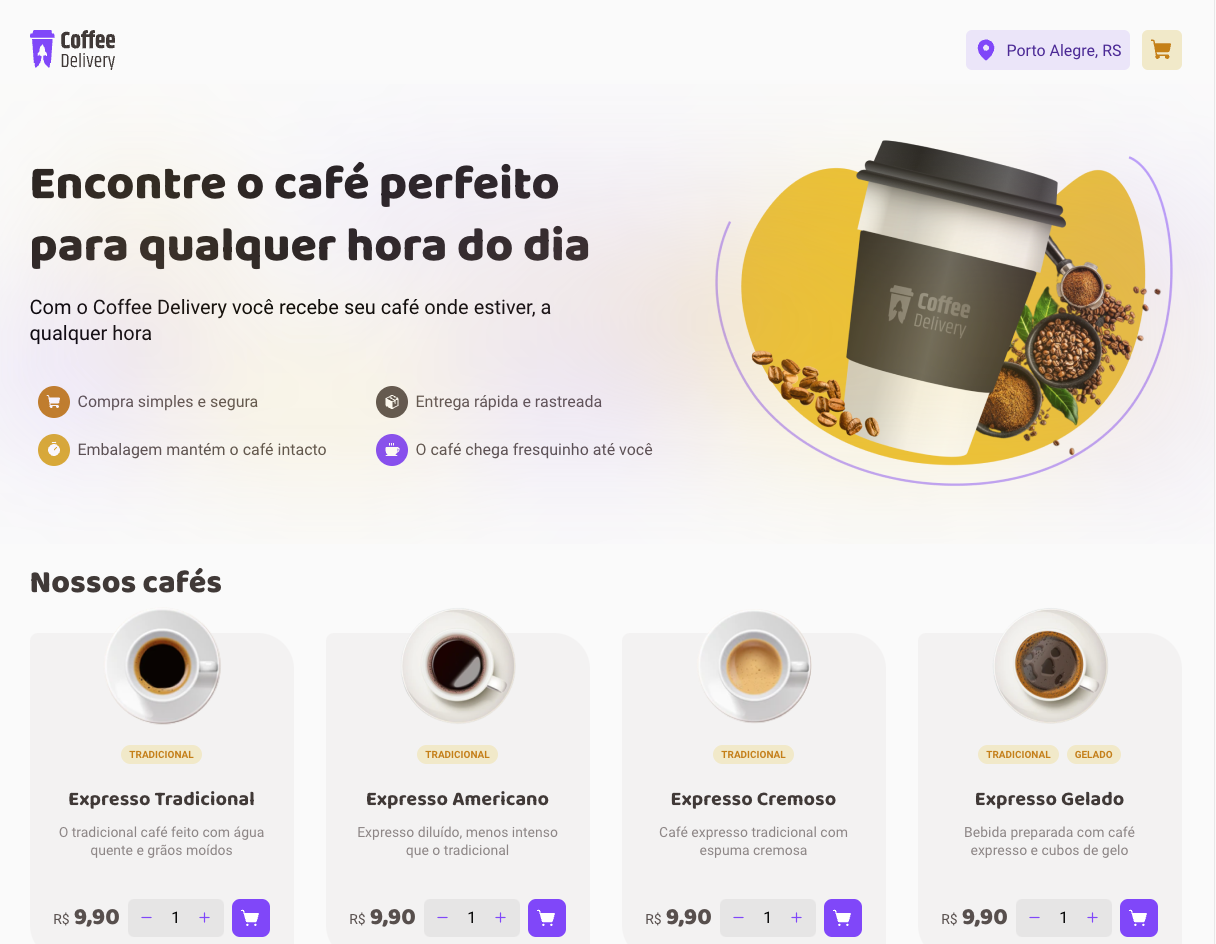 Coffee
Delivery
Porto Alegre, RS
Encontre o café perfeito
para qualquer hora do dia
Com o Coffee Delivery você recebe seu café onde estiver, a
qualquer hora
Compra simples e segura
Entrega rápida e rastreada
Embalagem mantém o café intacto
O café chega fresquinho até você
Coffee
Delivery
Nossos cafés
TRADICIONAL
Expresso Tradicional
O tradicional café feito com água
quente e grãos moídos
R$ 9,90 − 1 +
TRADICIONAL
Expresso Americano
Expresso diluído, menos intenso
que o tradicional
R$ 9,90 − 1 +
TRADICIONAL
Expresso Cremoso
Café expresso tradicional com
espuma cremosa
R$ 9,90 − 1 +
TRADICIONAL GELADO
Expresso Gelado
Bebida preparada com café
expresso e cubos de gelo
R$ 9,90 − 1 +